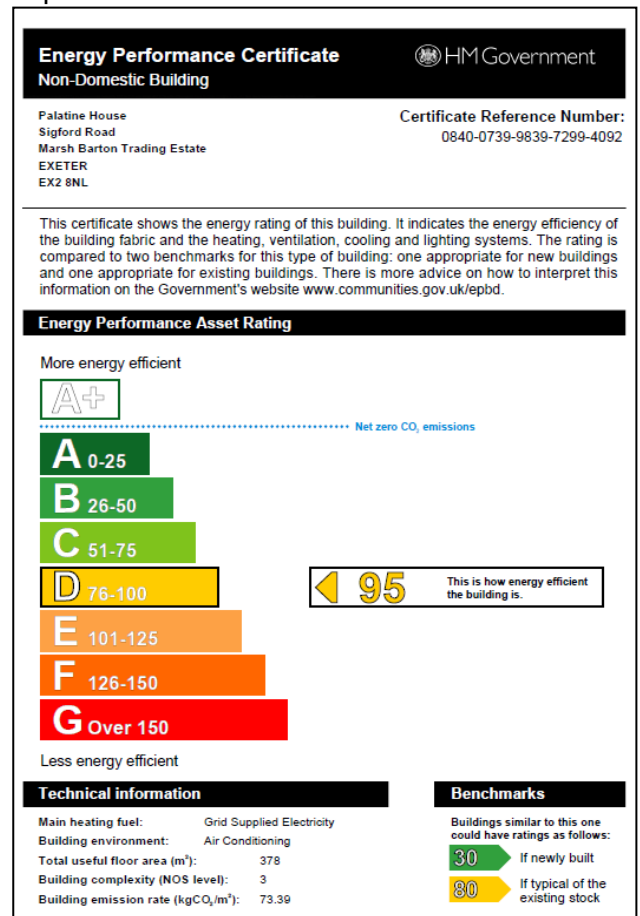 Energy Performance Certificate
Non-Domestic Building
HM Government
Palatine House
Sigford Road
Marsh Barton Trading Estate
EXETER
EX2 8NL
Certificate Reference Number:
0840-0739-9839-7299-4092
This certificate shows the energy rating of this building. It indicates the energy efficiency of
the building fabric and the heating, ventilation, cooling and lighting systems. The rating is
compared to two benchmarks for this type of building: one appropriate for new buildings
and one appropriate for existing buildings. There is more advice on how to interpret this
information on the Government's website www.communities.gov.uk/epbd.
Energy Performance Asset Rating
More energy efficient
A+
Net zero CO₂ emissions
A 0-25
B 26-50
C 51-75
D 76-100
95
This is how energy efficient
the building is.
E 101-125
F 126-150
G Over 150
Less energy efficient
Technical information
Main heating fuel: Grid Supplied Electricity
Building environment: Air Conditioning
Total useful floor area (m²): 378
Building complexity (NOS level): 3
Building emission rate (kgCO₂/m²): 73.39
Benchmarks
Buildings similar to this one
could have ratings as follows:
30 If newly built
80 If typical of the
existing stock